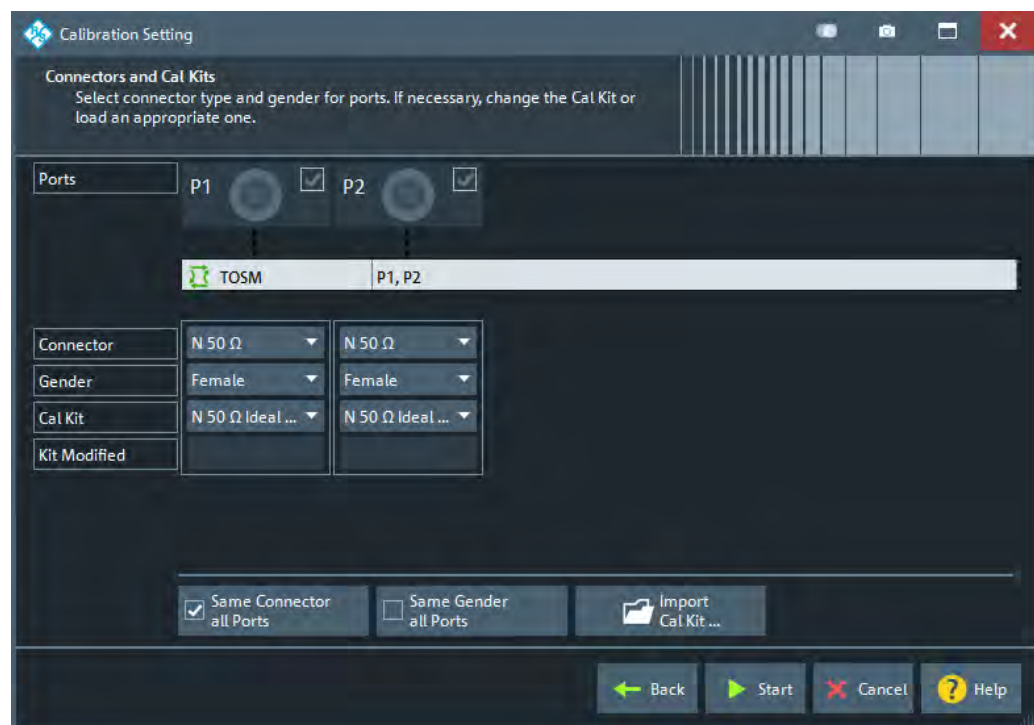 Calibration Setting
Connectors and Cal Kits
Select connector type and gender for ports. If necessary, change the Cal Kit or
load an appropriate one.
Ports P1 P2
TOSM P1, P2
Connector N 50 Ω N 50 Ω
Gender Female Female
Cal Kit N 50 Ω Ideal ... N 50 Ω Ideal ...
Kit Modified
Same Connector Same Gender Import
all Ports all Ports Cal Kit ...
Back Start Cancel ? Help